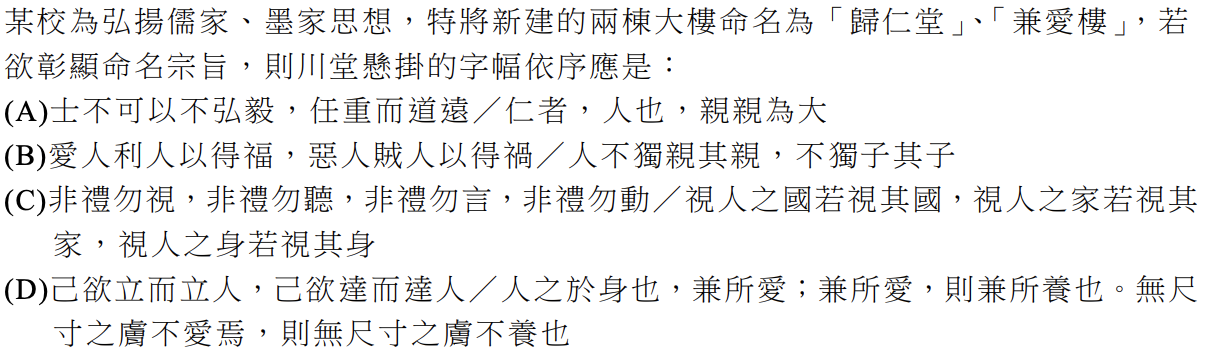 某校為弘揚儒家、墨家思想，特將新建的兩棟大樓命名為「歸仁堂」、「兼愛樓」，若
欲彰顯命名宗旨，則川堂懸掛的字幅依序應是：
(A)士不可以不弘毅，任重而道遠／仁者，人也，親親為大
(B)愛人利人以得福，惡人賊人以得禍／人不獨親其親，不獨子其子
(C)非禮勿視，非禮勿聽，非禮勿言，非禮勿動／視人之國若視其國，視人之家若視其
家，視人之身若視其身
(D)己欲立而立人，己欲達而達人／人之於身也，兼所愛；兼所愛，則兼所養也。無尺
寸之膚不愛焉，則無尺寸之膚不養也